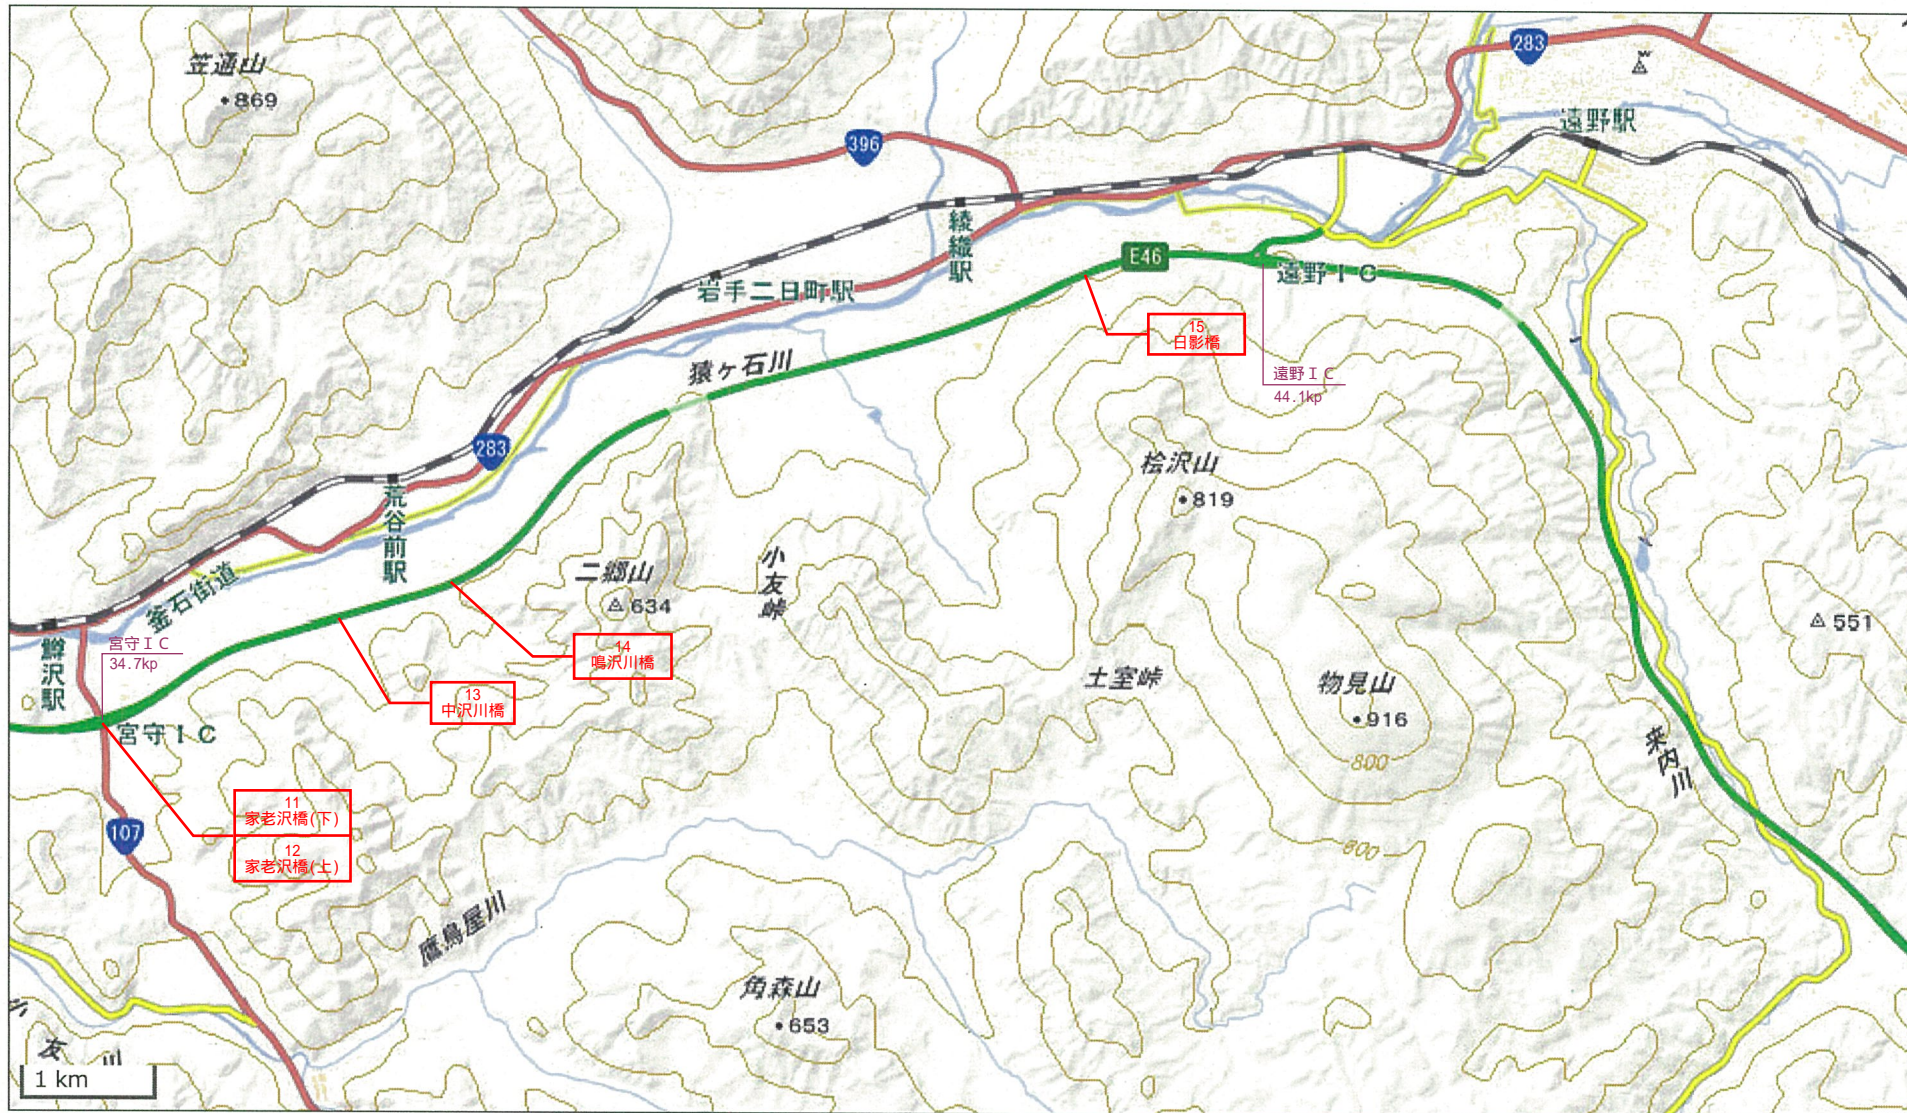 笠通山
869
283
遠野駅
396
綾織駅
E46
遠野IC
岩手二日町駅
15
日影橋
猿ヶ石川
遠野IC
44.1kp
283
桧沢山
819
荒谷前駅
小友峠
二郷山
634
釜石街道
551
宮守IC
34.7kp
鱒沢駅
14
鳴沢川橋
土室峠
物見山
916
13
中沢川橋
宮守IC
来内川
800
11
家老沢橋(下)
12
家老沢橋(上)
107
800
鷹鳥屋川
角森山
653
友川
1 km